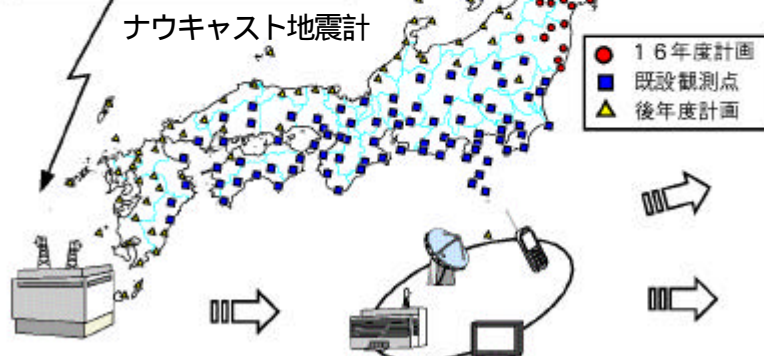 ナウキャスト地震計
１６年度計画
既設観測点
後年度計画